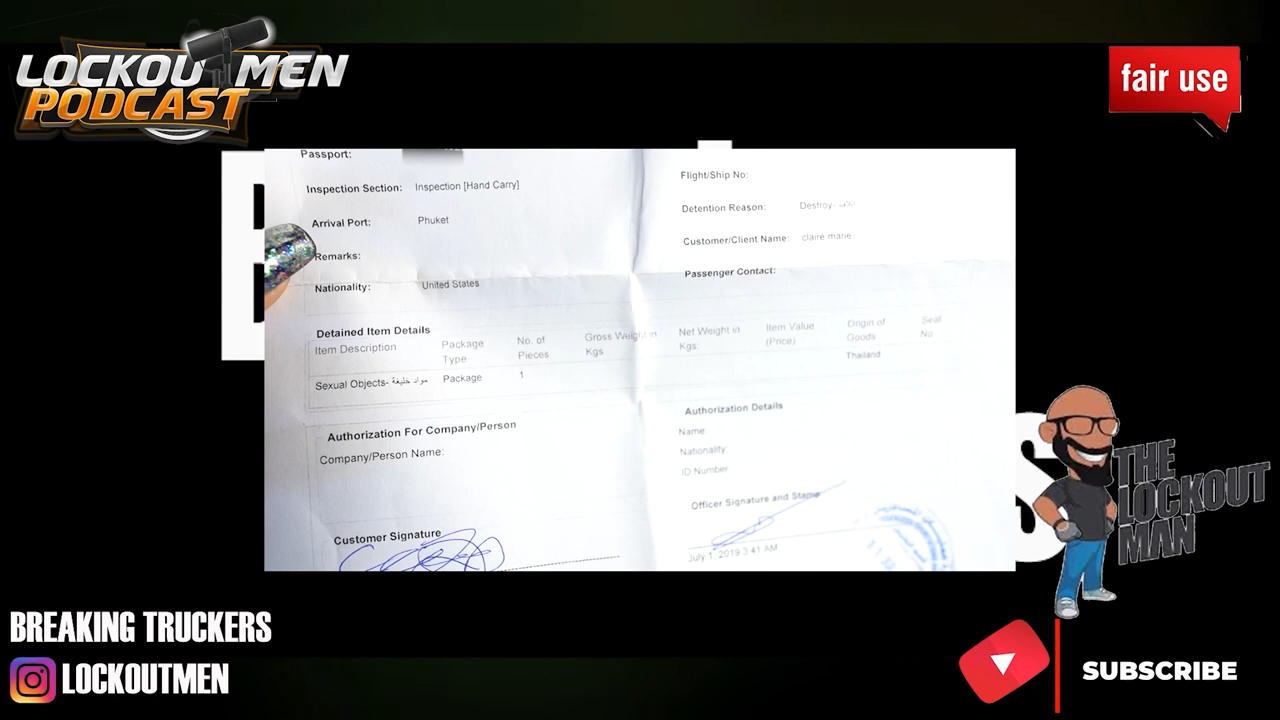 LOCKOUTMEN
PODCAST
fair use
Passport:
Inspection Section: Inspection [Hand Carry]
Arrival Port: Phuket
Remarks:
Nationality: United States
Flight/Ship No:
Detention Reason: Destroy-
Customer/Client Name: claire marie
Passenger Contact:
Detained Item Details
Item Description Package Type No. of Pieces Gross Weight in Kgs Net Weight in Kgs: Item Value (Price) Origin of Goods Seal No
Thailand
Sexual Objects- مواد خليعة Package 1
Authorization For Company/Person
Company/Person Name:
Customer Signature
Authorization Details
Name:
Nationality
ID Number
Officer Signature and Stamp
July 1, 2019 3:41 AM
THE
LOCKOUT
MAN
BREAKING TRUCKERS
LOCKOUTMEN
SUBSCRIBE